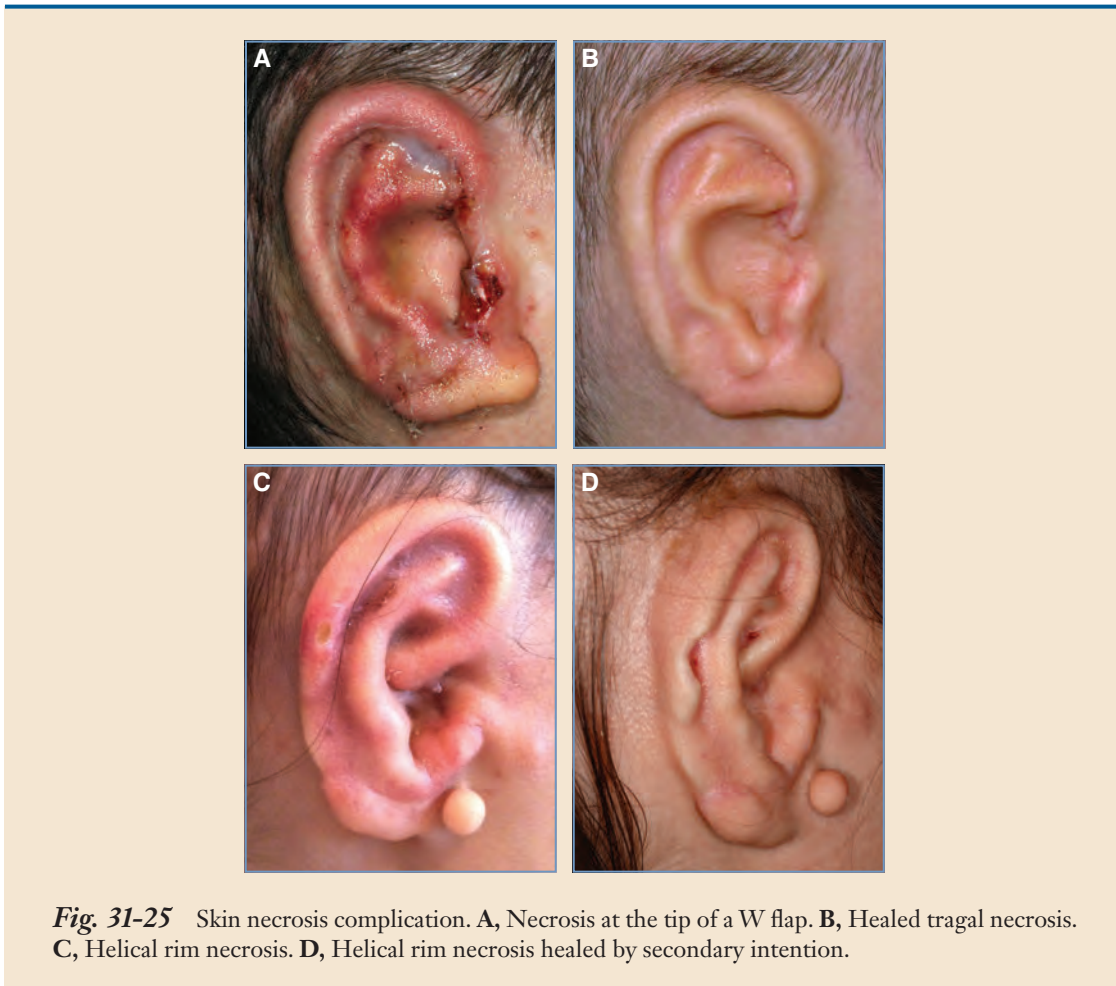 A
B
C
D
Fig. 31-25 Skin necrosis complication. A, Necrosis at the tip of a W flap. B, Healed tragal necrosis.
C, Helical rim necrosis. D, Helical rim necrosis healed by secondary intention.